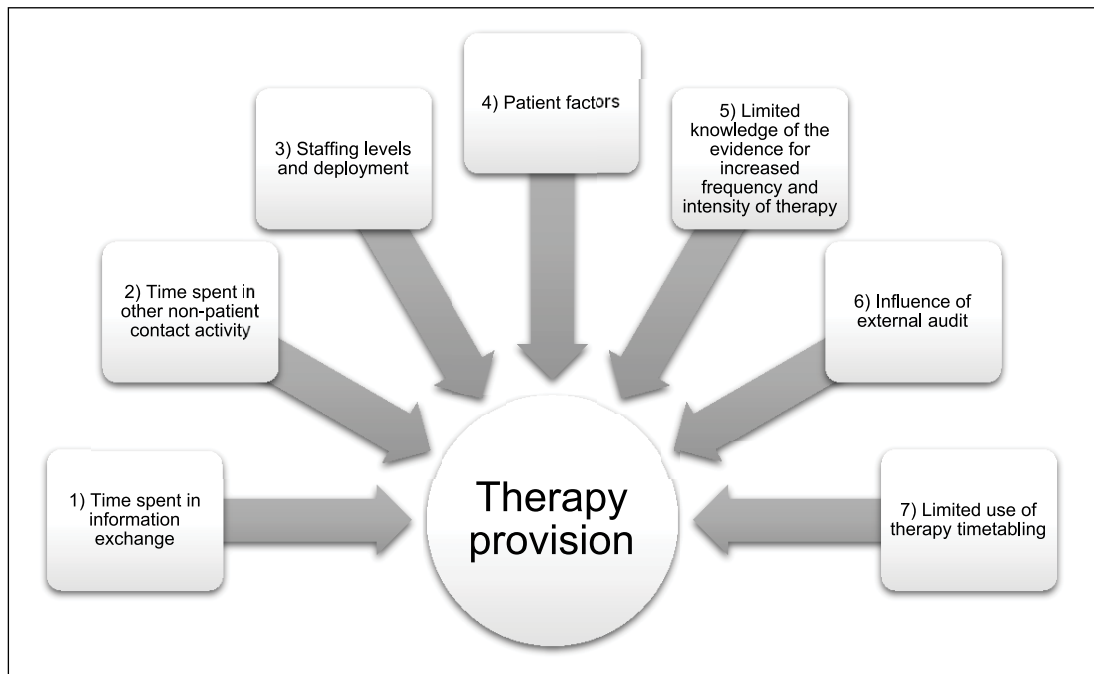 1) Time spent in
information
exchange
2) Time spent in
other non-patient
contact activity
3) Staffing levels
and deployment
4) Patient factors
5) Limited
knowledge of the
evidence for
increased
frequency and
intensity of therapy
6) Influence of
external audit
7) Limited use of
therapy timetabling
Therapy
provision